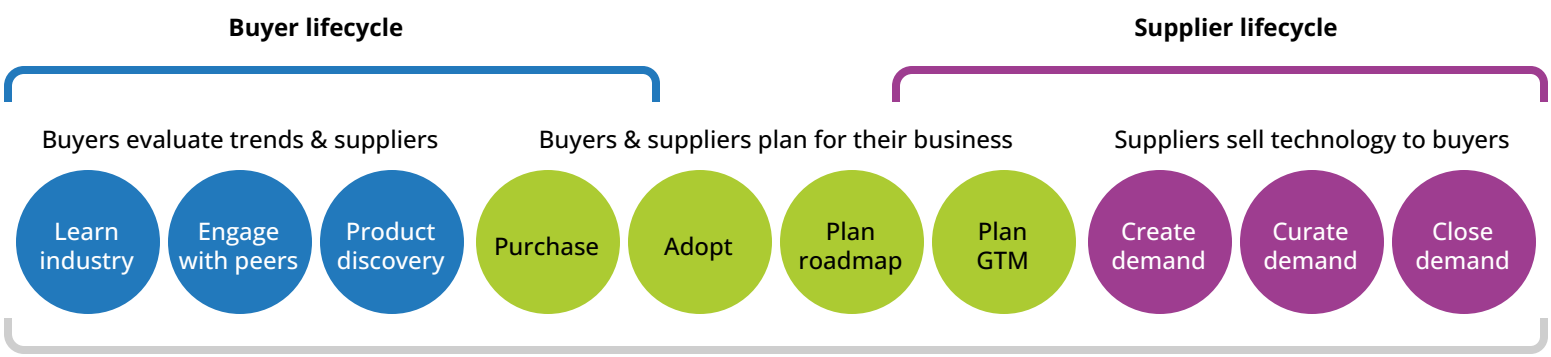 Buyer lifecycle
Supplier lifecycle
Buyers evaluate trends & suppliers
Buyers & suppliers plan for their business
Suppliers sell technology to buyers
Learn
industry
Engage
with peers
Product
discovery
Purchase
Adopt
Plan
roadmap
Plan
GTM
Create
demand
Curate
demand
Close
demand